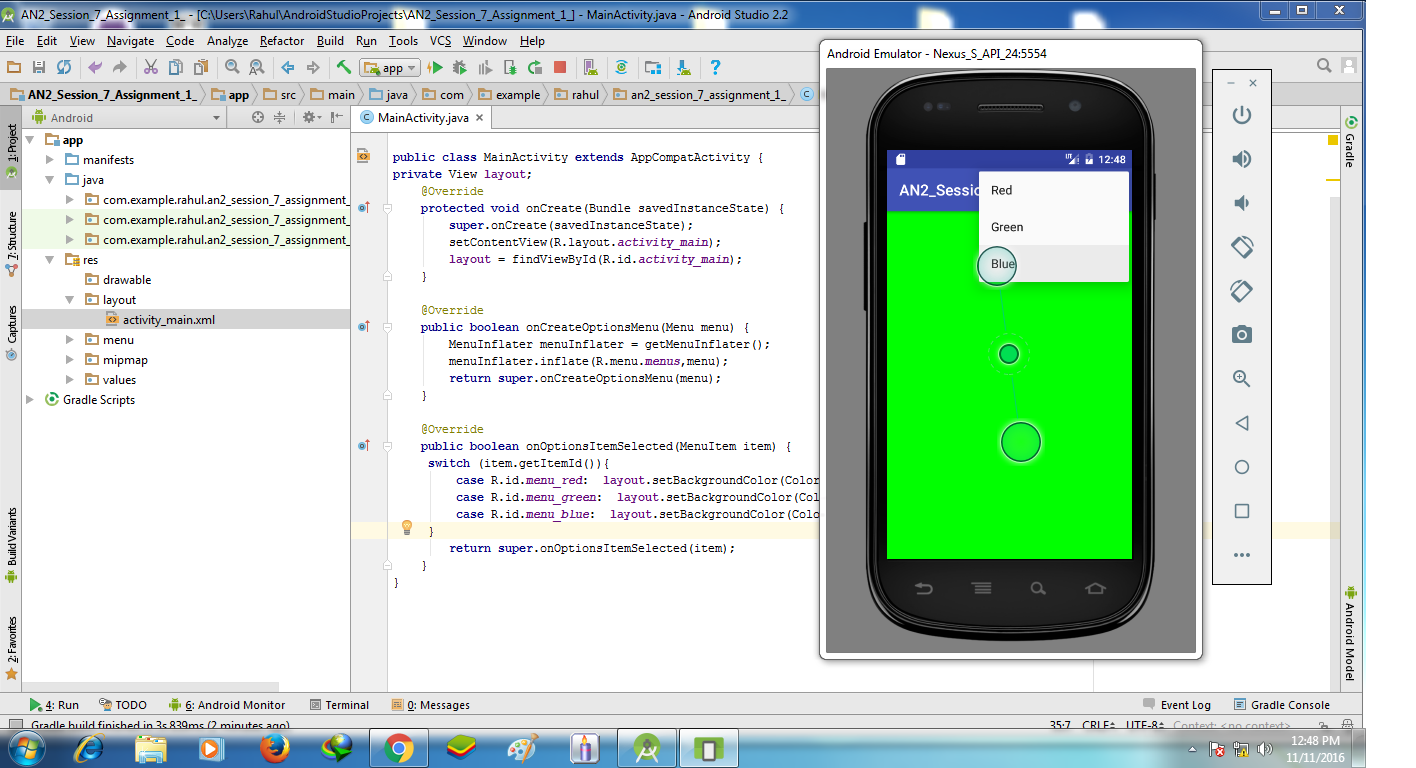 AN2_Session_7_Assignment_1_ - [C:\Users\Rahul\AndroidStudioProjects\AN2_Session_7_Assignment_1_] - MainActivity.java - Android Studio 2.2
File Edit View Navigate Code Analyze Refactor Build Run Tools VCS Window Help
app
AN2_Session_7_Assignment_1_ app src main java com example rahul an2_session_7_assignment_1_ C
Android
C MainActivity.java
1: Project
7: Structure
Captures
Build Variants
2: Favorites
app
manifests
java
com.example.rahul.an2_session_7_assignment_
com.example.rahul.an2_session_7_assignment_
com.example.rahul.an2_session_7_assignment_
res
drawable
layout
activity_main.xml
menu
mipmap
values
Gradle Scripts
public class MainActivity extends AppCompatActivity {
private View layout;
@Override
protected void onCreate(Bundle savedInstanceState) {
super.onCreate(savedInstanceState);
setContentView(R.layout.activity_main);
layout = findViewById(R.id.activity_main);
}
@Override
public boolean onCreateOptionsMenu(Menu menu) {
MenuInflater menuInflater = getMenuInflater();
menuInflater.inflate(R.menu.menus,menu);
return super.onCreateOptionsMenu(menu);
}
@Override
public boolean onOptionsItemSelected(MenuItem item) {
switch (item.getItemId()){
case R.id.menu_red: layout.setBackgroundColor(Color
case R.id.menu_green: layout.setBackgroundColor(Col
case R.id.menu_blue: layout.setBackgroundColor(Colo
}
return super.onOptionsItemSelected(item);
}
}
Android Emulator - Nexus_S_API_24:5554
12:48
AN2_Sessio
Red
Green
Blue
Gradle
Android Model
4: Run TODO 6: Android Monitor Terminal 0: Messages Event Log Gradle Console
Gradle build finished in 3s 839ms (2 minutes ago) 35:7 CRLF UTF-8 Context: <no context>
12:48 PM
11/11/2016